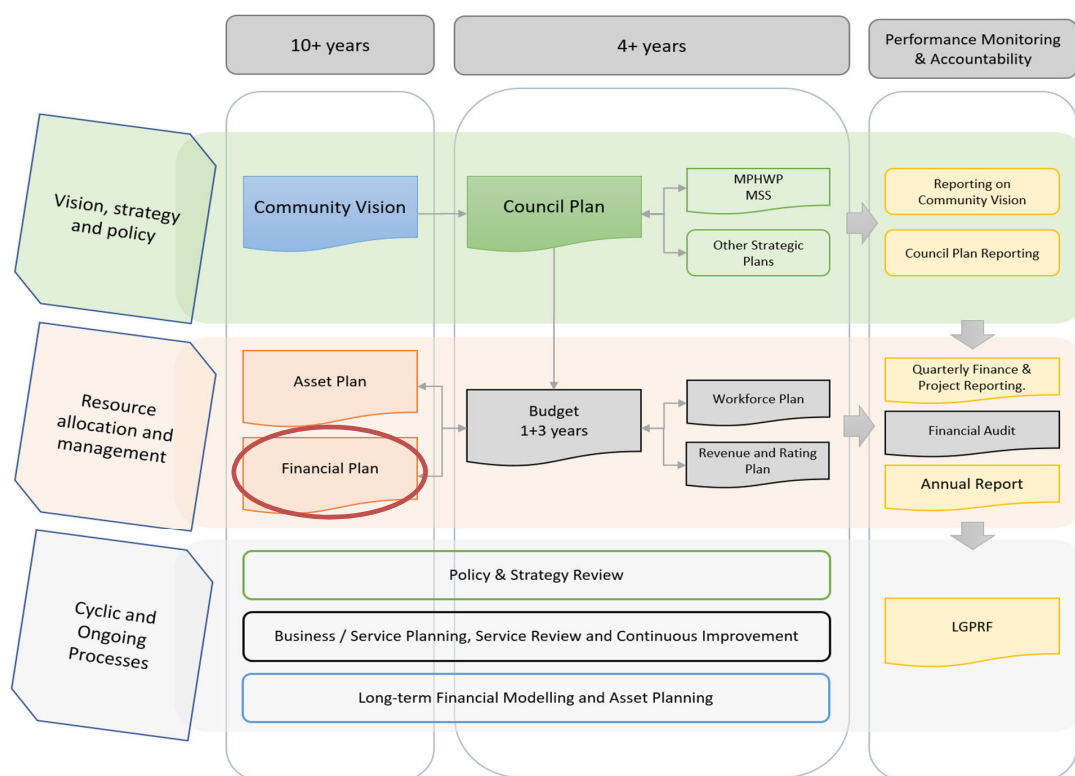 10+ years
4+ years
Performance Monitoring
& Accountability
Vision, strategy
and policy
Community Vision
Council Plan
MPHWP
MSS
Other Strategic
Plans
Reporting on
Community Vision
Council Plan Reporting
Resource
allocation and
management
Asset Plan
Financial Plan
Budget
1+3 years
Workforce Plan
Revenue and Rating
Plan
Quarterly Finance &
Project Reporting.
Financial Audit
Annual Report
Cyclic and
Ongoing
Processes
Policy & Strategy Review
Business / Service Planning, Service Review and Continuous Improvement
Long-term Financial Modelling and Asset Planning
LGPRF